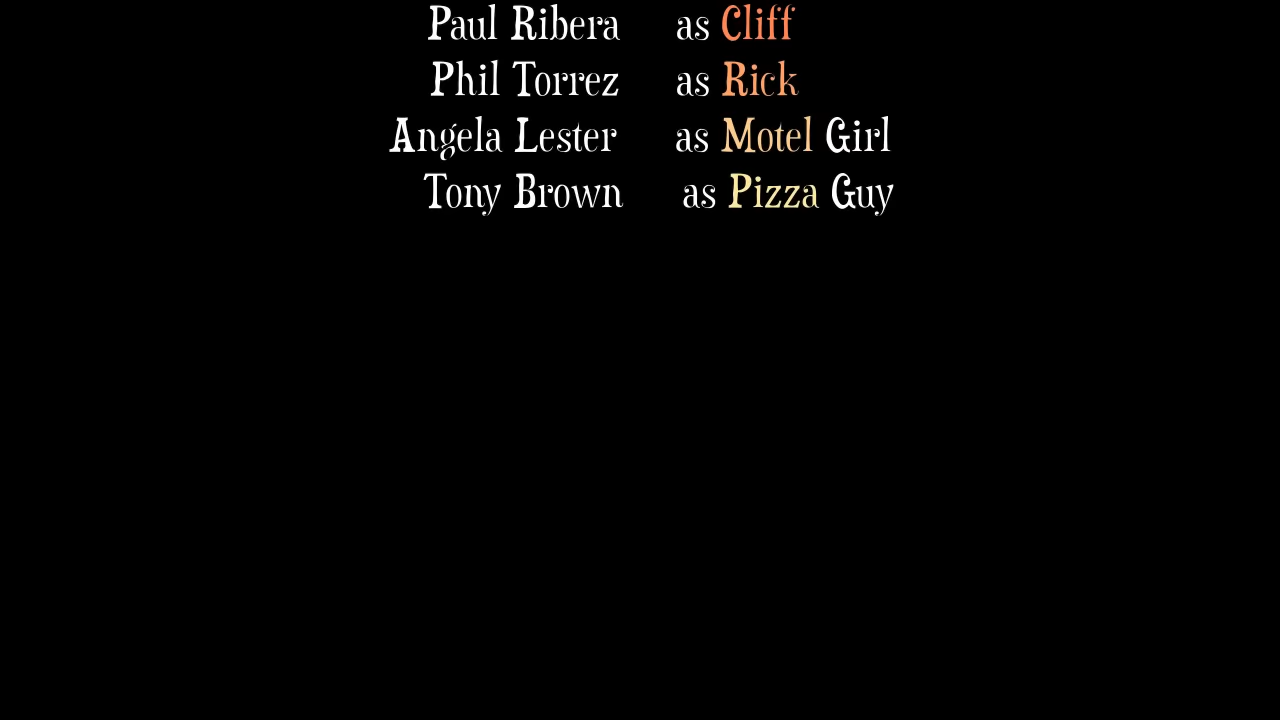 Paul Ribera as Cliff
Phil Torrez as Rick
Angela Lester as Motel Girl
Tony Brown as Pizza Guy